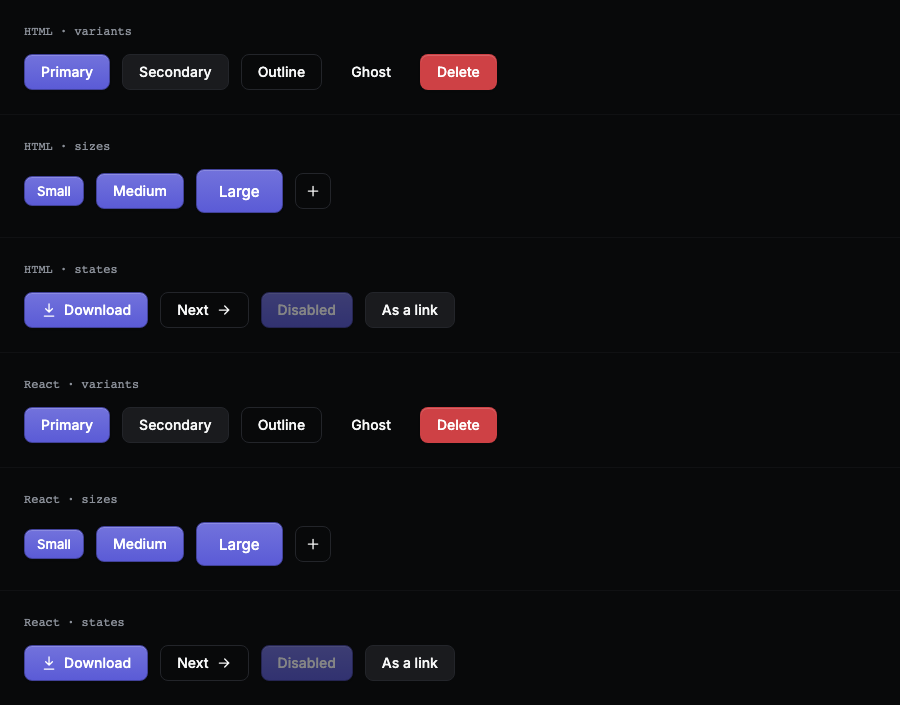 HTML · variants
Primary Secondary Outline Ghost Delete
HTML · sizes
Small Medium Large +
HTML · states
Download Next → Disabled As a link
React · variants
Primary Secondary Outline Ghost Delete
React · sizes
Small Medium Large +
React · states
Download Next → Disabled As a link